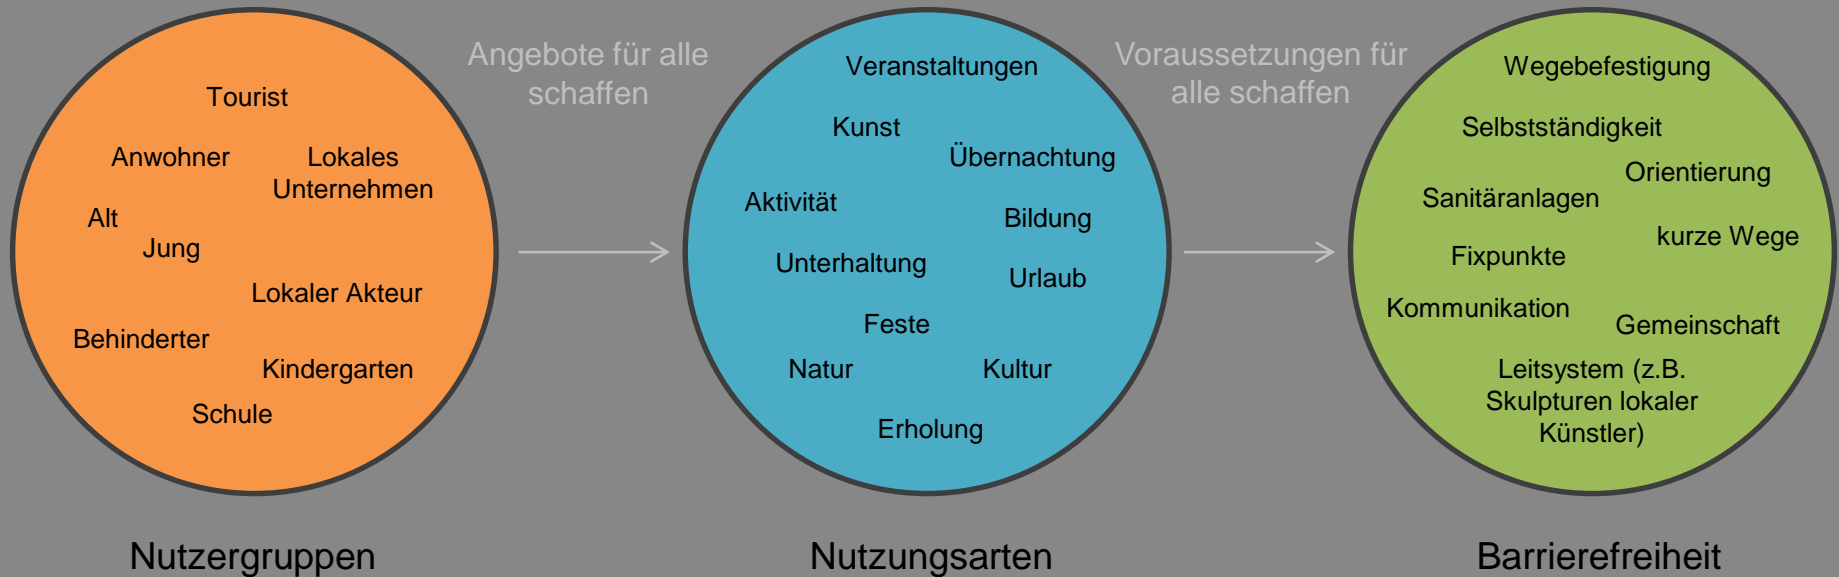 Tourist
Anwohner
Lokales
Unternehmen
Alt
Jung
Lokaler Akteur
Behinderter
Kindergarten
Schule
Nutzergruppen
Angebote für alle
schaffen
Veranstaltungen
Kunst
Übernachtung
Aktivität
Bildung
Unterhaltung
Urlaub
Feste
Natur
Kultur
Erholung
Nutzungsarten
Voraussetzungen für
alle schaffen
Wegebefestigung
Selbstständigkeit
Orientierung
Sanitäranlagen
kurze Wege
Fixpunkte
Kommunikation
Gemeinschaft
Leitsystem (z.B.
Skulpturen lokaler
Künstler)
Barrierefreiheit